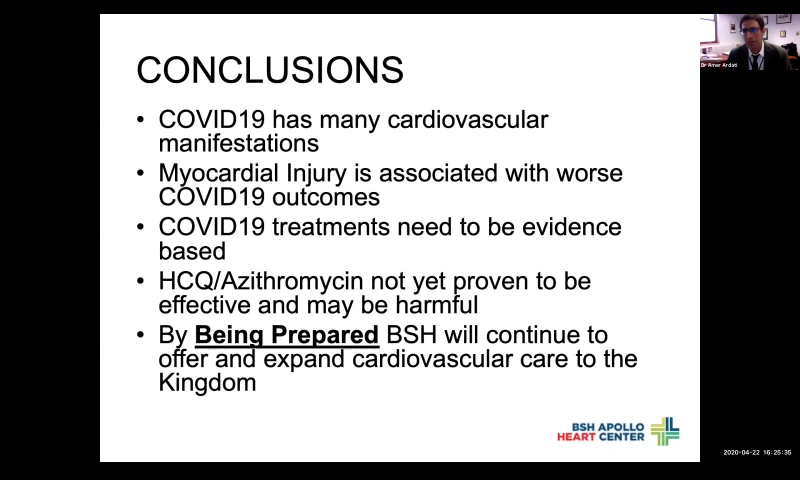 CONCLUSIONS
• COVID19 has many cardiovascular
manifestations
• Myocardial Injury is associated with worse
COVID19 outcomes
• COVID19 treatments need to be evidence
based
• HCQ/Azithromycin not yet proven to be
effective and may be harmful
• By Being Prepared BSH will continue to
offer and expand cardiovascular care to the
Kingdom
BSH APOLLO
HEART CENTER
Dr Amer Ardati
2020-04-22 16:25:35